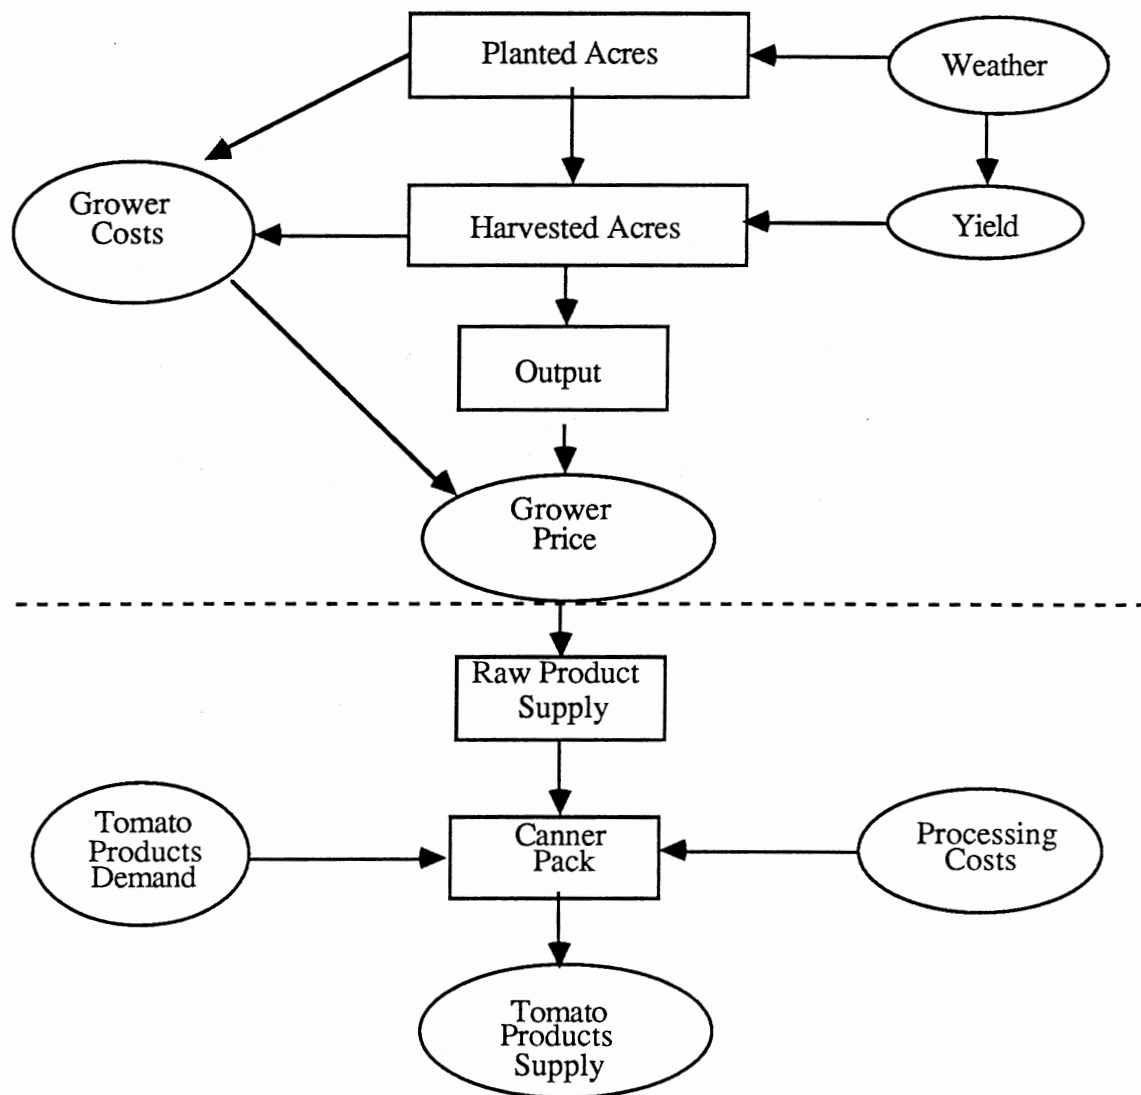 Planted Acres
Weather
Grower
Costs
Harvested Acres
Yield
Output
Grower
Price
Raw Product
Supply
Tomato
Products
Demand
Canner
Pack
Processing
Costs
Tomato
Products
Supply